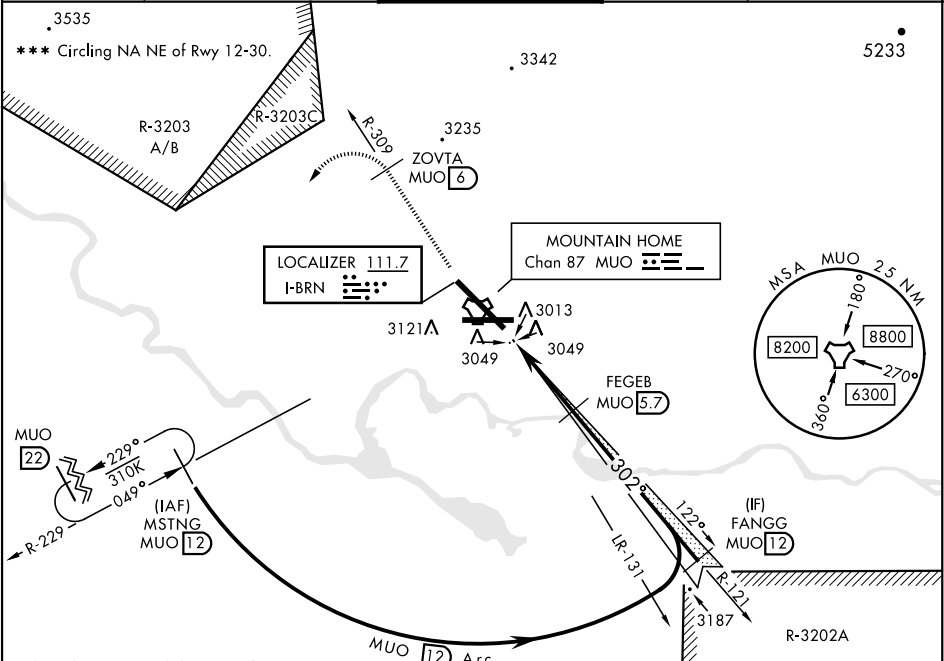 3535
*** Circling NA NE of Rwy 12-30.
3342
5233
R-3203
A/B
R-3203C
R-309
3235
ZOVTA
MUO 6
LOCALIZER 111.7
I-BRN
MOUNTAIN HOME
Chan 87 MUO
3121
3013
3049
3049
MSA MUO 25 NM
180°
8200
8800
270°
6300
360°
FEGEB
MUO 5.7
MUO
22
229°
310K
049°
R-229
(IAF)
MSTNG
MUO 12
302°
122°
(IF)
FANGG
MUO 12
LR-131
R-121
3187
R-3202A
MUO 12 Arc